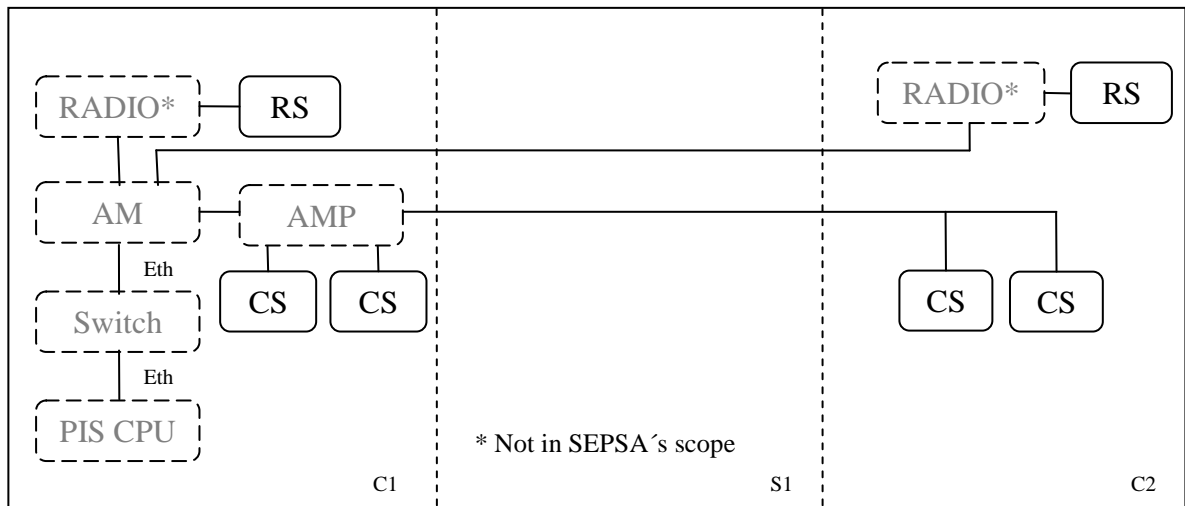 RADIO*
RS
RADIO*
RS
AM
AMP
Eth
CS
CS
CS
CS
Switch
Eth
PIS CPU
* Not in SEPSA´s scope
C1
S1
C2